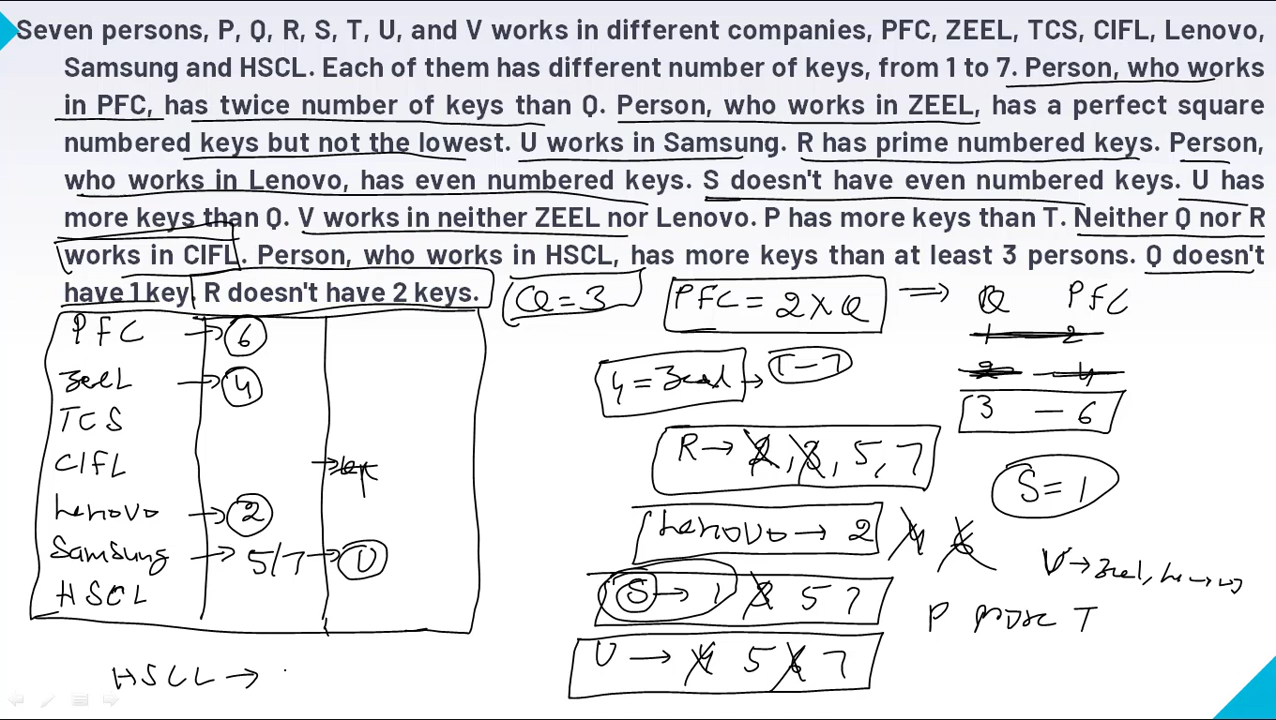 Seven persons, P, Q, R, S, T, U, and V works in different companies, PFC, ZEEL, TCS, CIFL, Lenovo,
Samsung and HSCL. Each of them has different number of keys, from 1 to 7. Person, who works
in PFC, has twice number of keys than Q. Person, who works in ZEEL, has a perfect square
numbered keys but not the lowest. U works in Samsung. R has prime numbered keys. Person,
who works in Lenovo, has even numbered keys. S doesn't have even numbered keys. U has
more keys than Q. V works in neither ZEEL nor Lenovo. P has more keys than T. Neither Q nor R
works in CIFL. Person, who works in HSCL, has more keys than at least 3 persons. Q doesn't
have 1 key. R doesn't have 2 keys.
Q = 3
PFC = 2 X Q ⇒
Q PFC
1 2
2 - 4
3 - 6
PFC → 6
Zeel → 4
TCS
CIFL →
Lenovo → 2
Samsung → 5/7 → U
HSCL
4 = Zeel → T-7
R → 2, 3, 5, 7
S = 1
Lenovo → 2 4 6
S → 1 3 5 7
V → Zeel,
P more T
U → 4 5 6 7
HSCL →